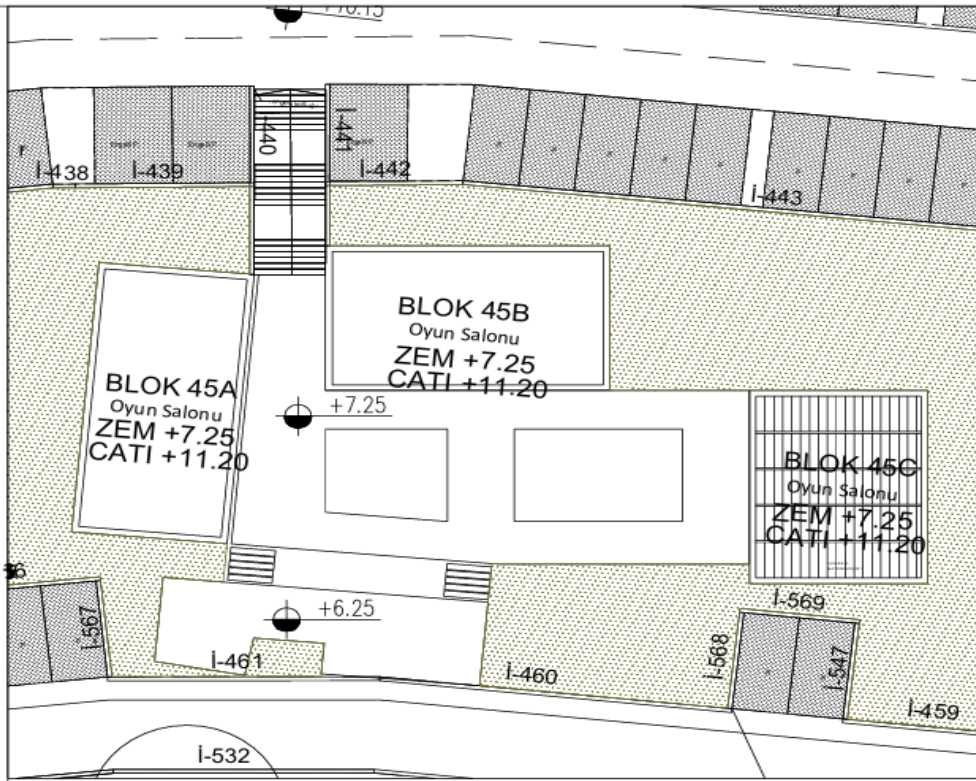 +10.15
İ-438
İ-439
İ-440
İ-441
İ-442
İ-443
BLOK 45B
Oyun Salonu
ZEM +7.25
CATI +11.20
BLOK 45A
Oyun Salonu
ZEM +7.25
CATI +11.20
+7.25
BLOK 45C
Oyun Salonu
ZEM +7.25
CATI +11.20
+6.25
İ-567
İ-461
İ-460
İ-569
İ-568
İ-547
İ-459
İ-532